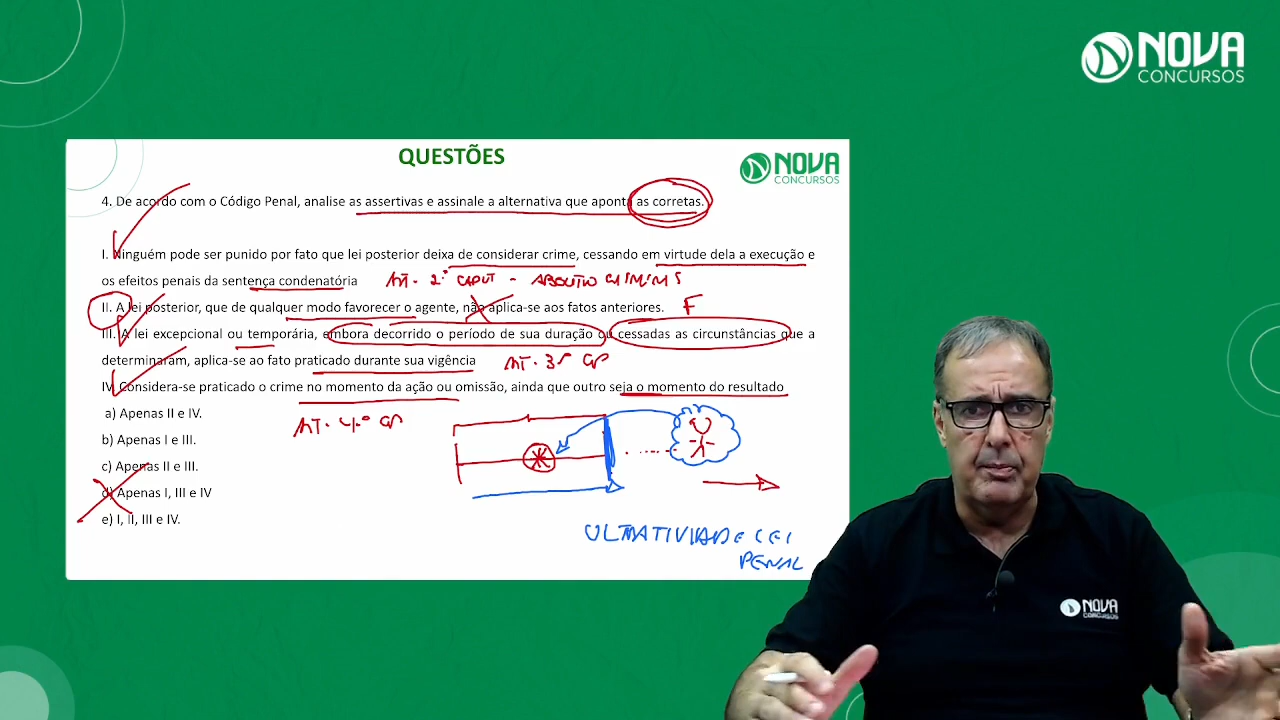 NOVA
CONCURSOS
QUESTÕES
NOVA
CONCURSOS
4. De acordo com o Código Penal, analise as assertivas e assinale a alternativa que aponta as corretas.
I. Ninguém pode ser punido por fato que lei posterior deixa de considerar crime, cessando em virtude dela a execução e
os efeitos penais da sentença condenatória
ART. 2º CAPUT - ABOLITIO CRIMINIS
II. A lei posterior, que de qualquer modo favorecer o agente, não aplica-se aos fatos anteriores.
F
III. A lei excepcional ou temporária, embora decorrido o período de sua duração ou cessadas as circunstâncias que a
determinaram, aplica-se ao fato praticado durante sua vigência
ART. 3º CP
IV. Considera-se praticado o crime no momento da ação ou omissão, ainda que outro seja o momento do resultado
a) Apenas II e IV.
ART. 4º CP
b) Apenas I e III.
c) Apenas II e III.
d) Apenas I, III e IV
e) I, II, III e IV.
LEI
PENAL
NOVA
CONCURSOS